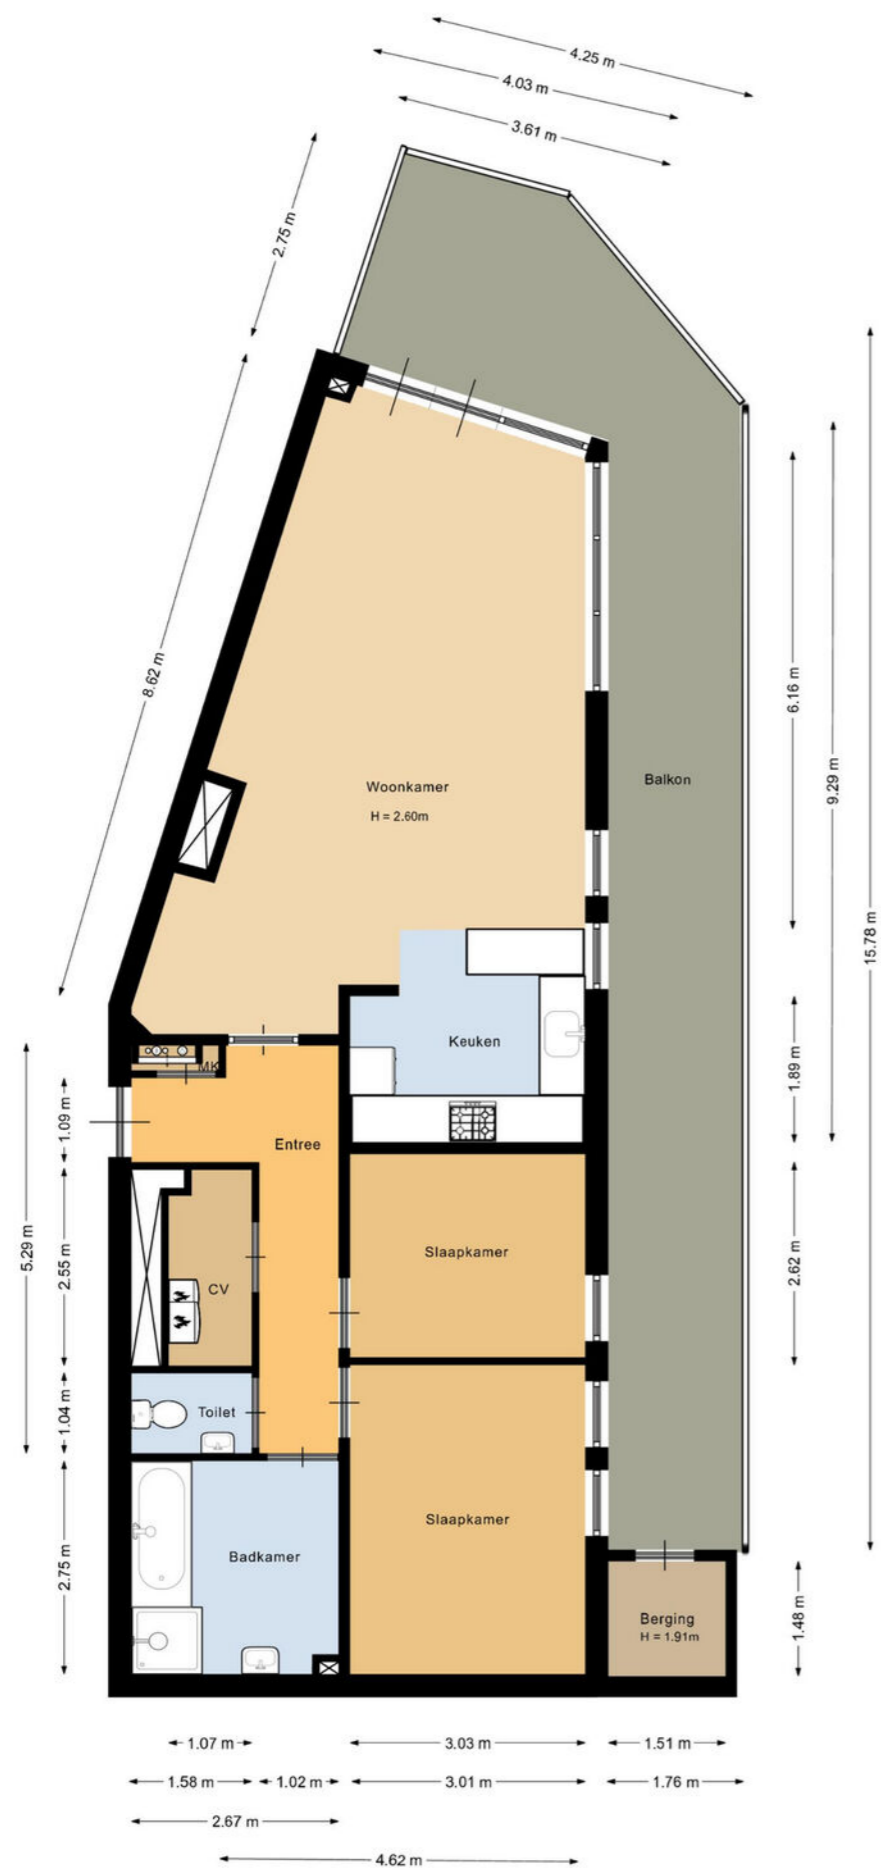 4.25 m
4.03 m
3.61 m
2.75 m
8.62 m
6.16 m
9.29 m
15.78 m
Woonkamer
H = 2.60m
Balkon
Keuken
MK
1.89 m
1.09 m
Entree
5.29 m
2.55 m
Slaapkamer
2.62 m
CV
1.04 m
Toilet
Slaapkamer
2.75 m
Badkamer
Berging
H = 1.91m
1.48 m
1.07 m
3.03 m
1.51 m
1.58 m
1.02 m
3.01 m
1.76 m
2.67 m
4.62 m